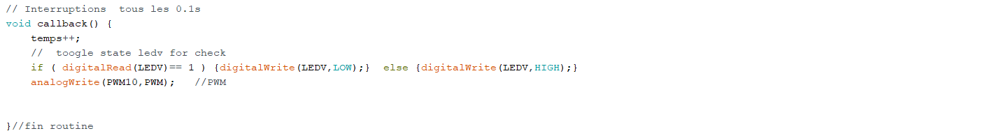 // Interruptions  tous les 0.1s
void callback() {
    temps++;
    //  toogle state ledv for check
    if ( digitalRead(LEDV)== 1 ) {digitalWrite(LEDV,LOW);}  else {digitalWrite(LEDV,HIGH);}
    analogWrite(PWM10,PWM);   //PWM
}//fin routine